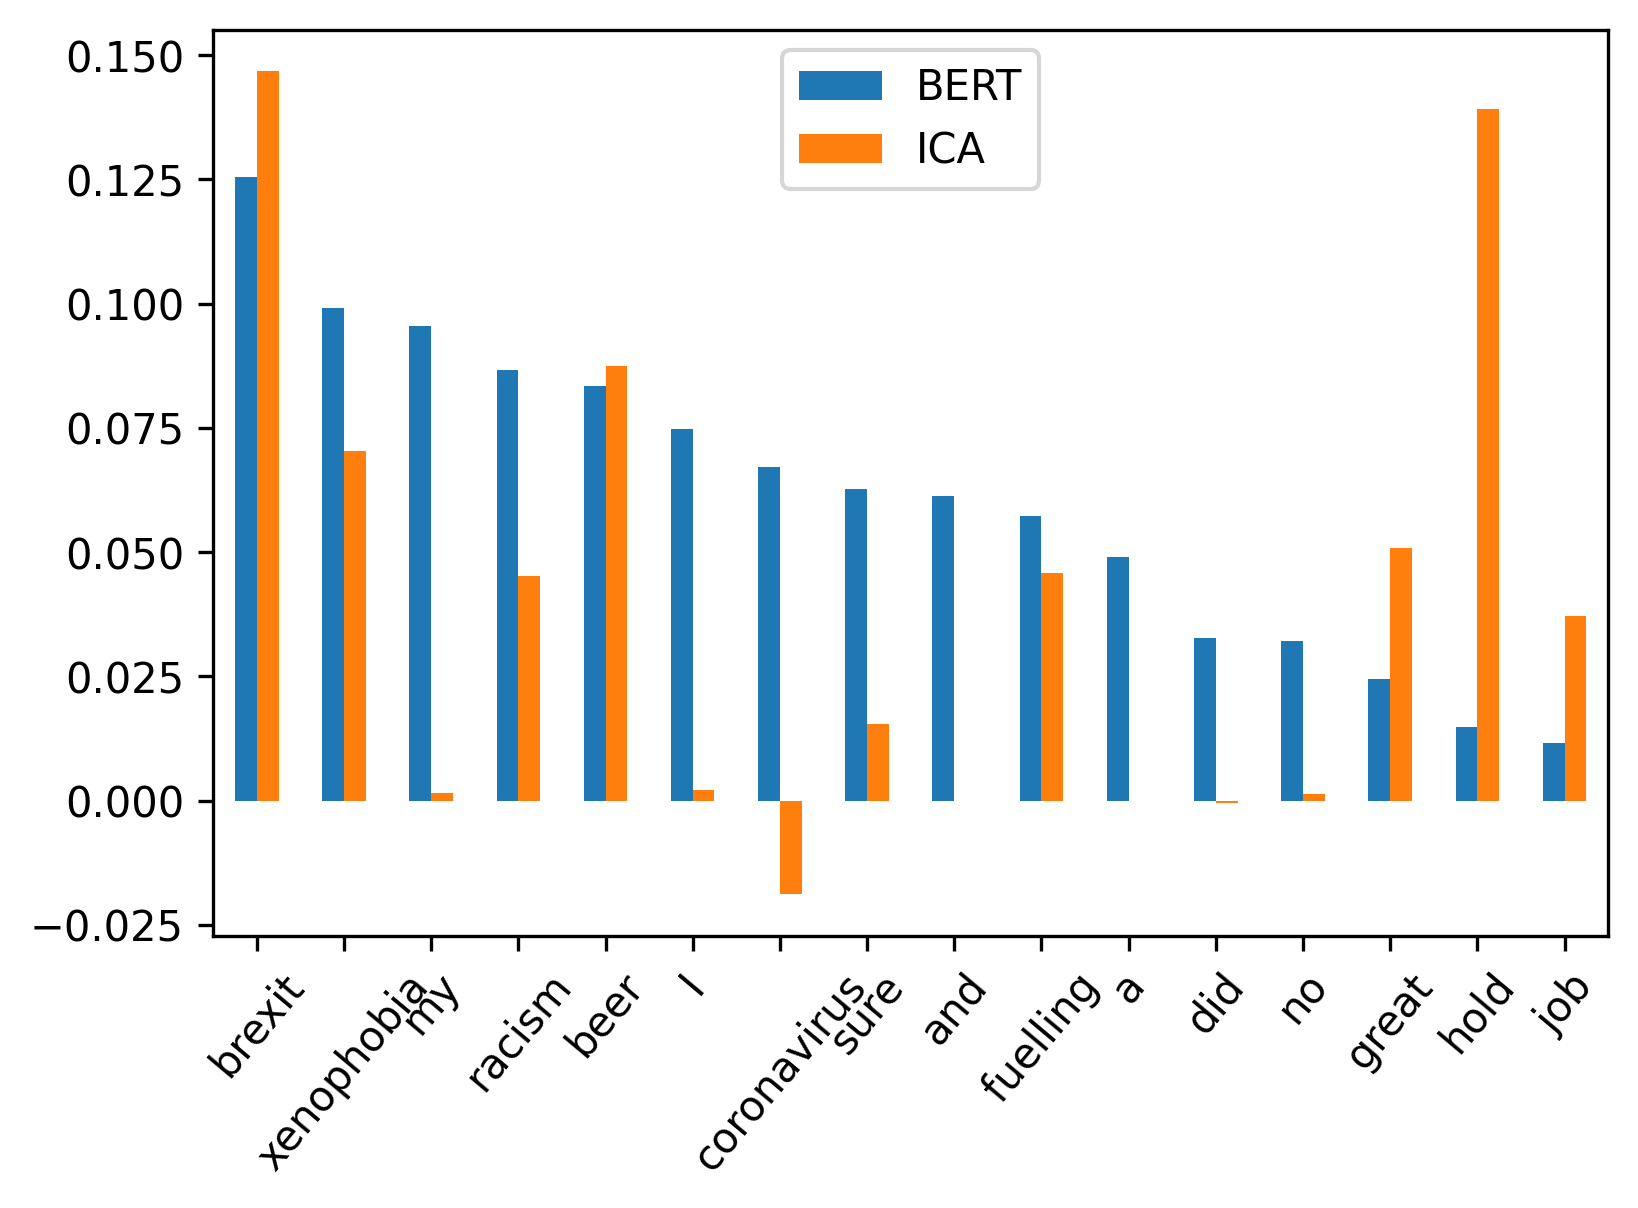 0.150
0.125
0.100
0.075
0.050
0.025
0.000
−0.025
BERT
ICA
brexit
xenophobia
my
racism
beer
I
coronavirus
sure
and
fuelling
a
did
no
great
hold
job